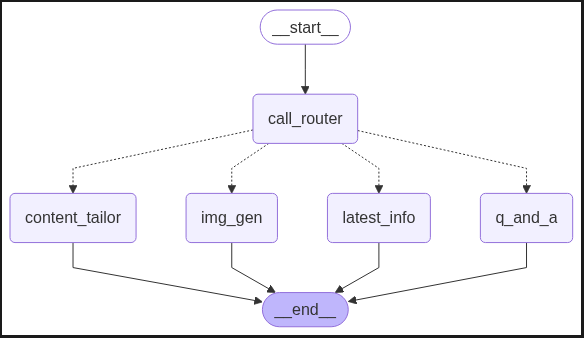 __start__
call_router
content_tailor
img_gen
latest_info
q_and_a
__end__